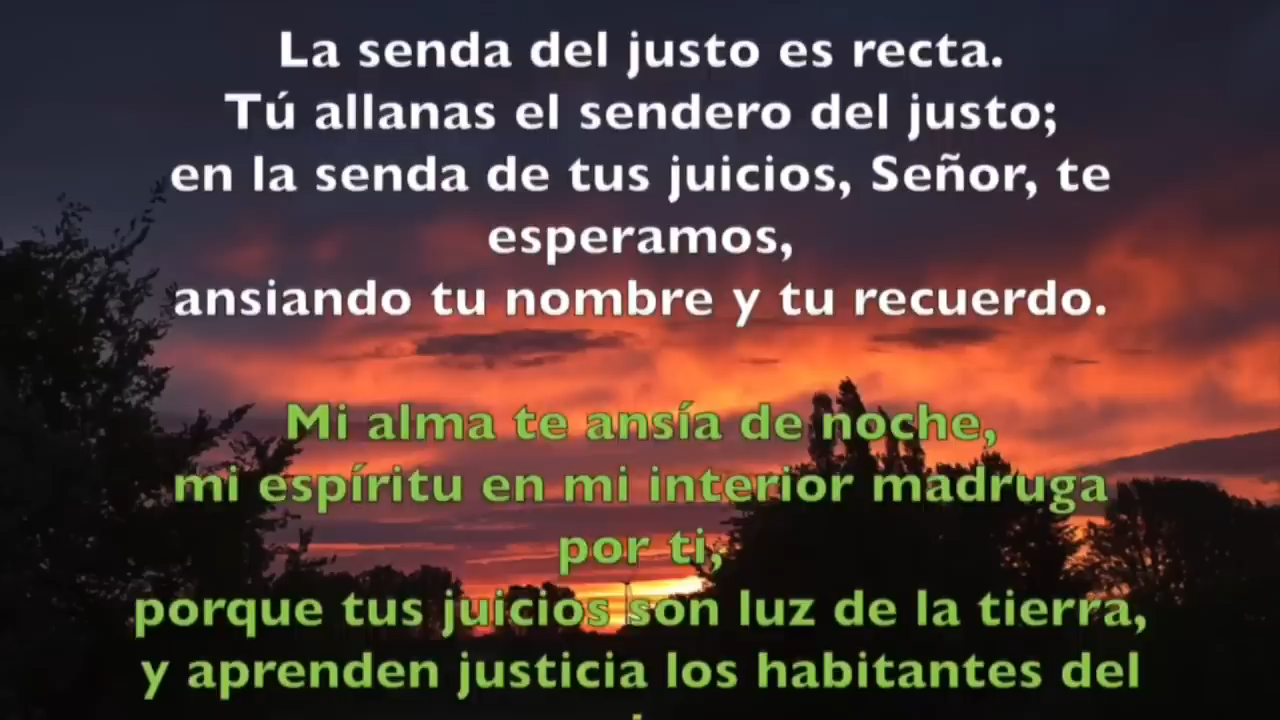 La senda del justo es recta.
Tú allanas el sendero del justo;
en la senda de tus juicios, Señor, te
esperamos,
ansiando tu nombre y tu recuerdo.
Mi alma te ansía de noche,
mi espíritu en mi interior madruga
por ti,
porque tus juicios son luz de la tierra,
y aprenden justicia los habitantes del